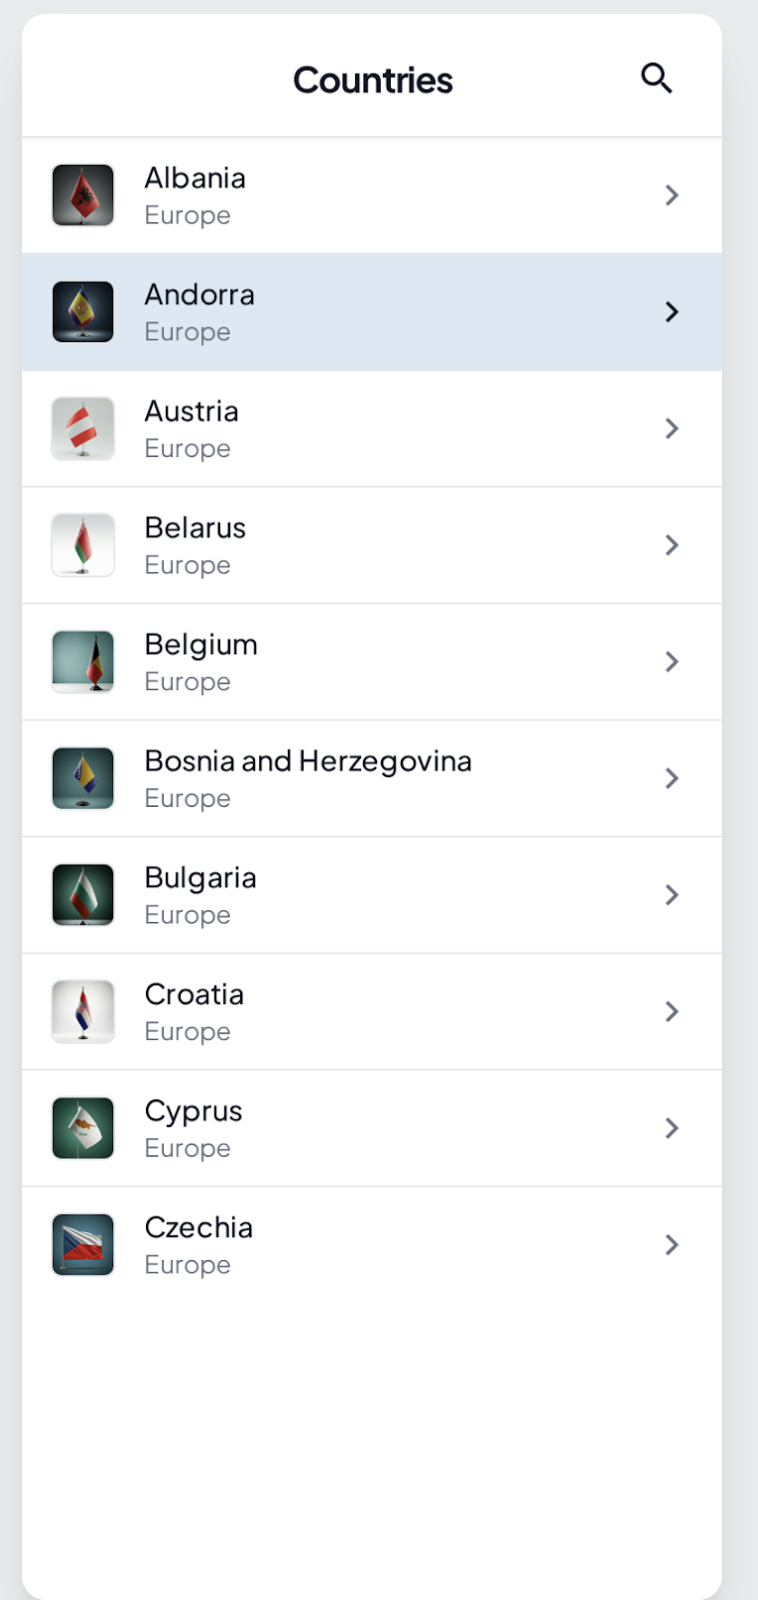 Countries
Albania
Europe
Andorra
Europe
Austria
Europe
Belarus
Europe
Belgium
Europe
Bosnia and Herzegovina
Europe
Bulgaria
Europe
Croatia
Europe
Cyprus
Europe
Czechia
Europe